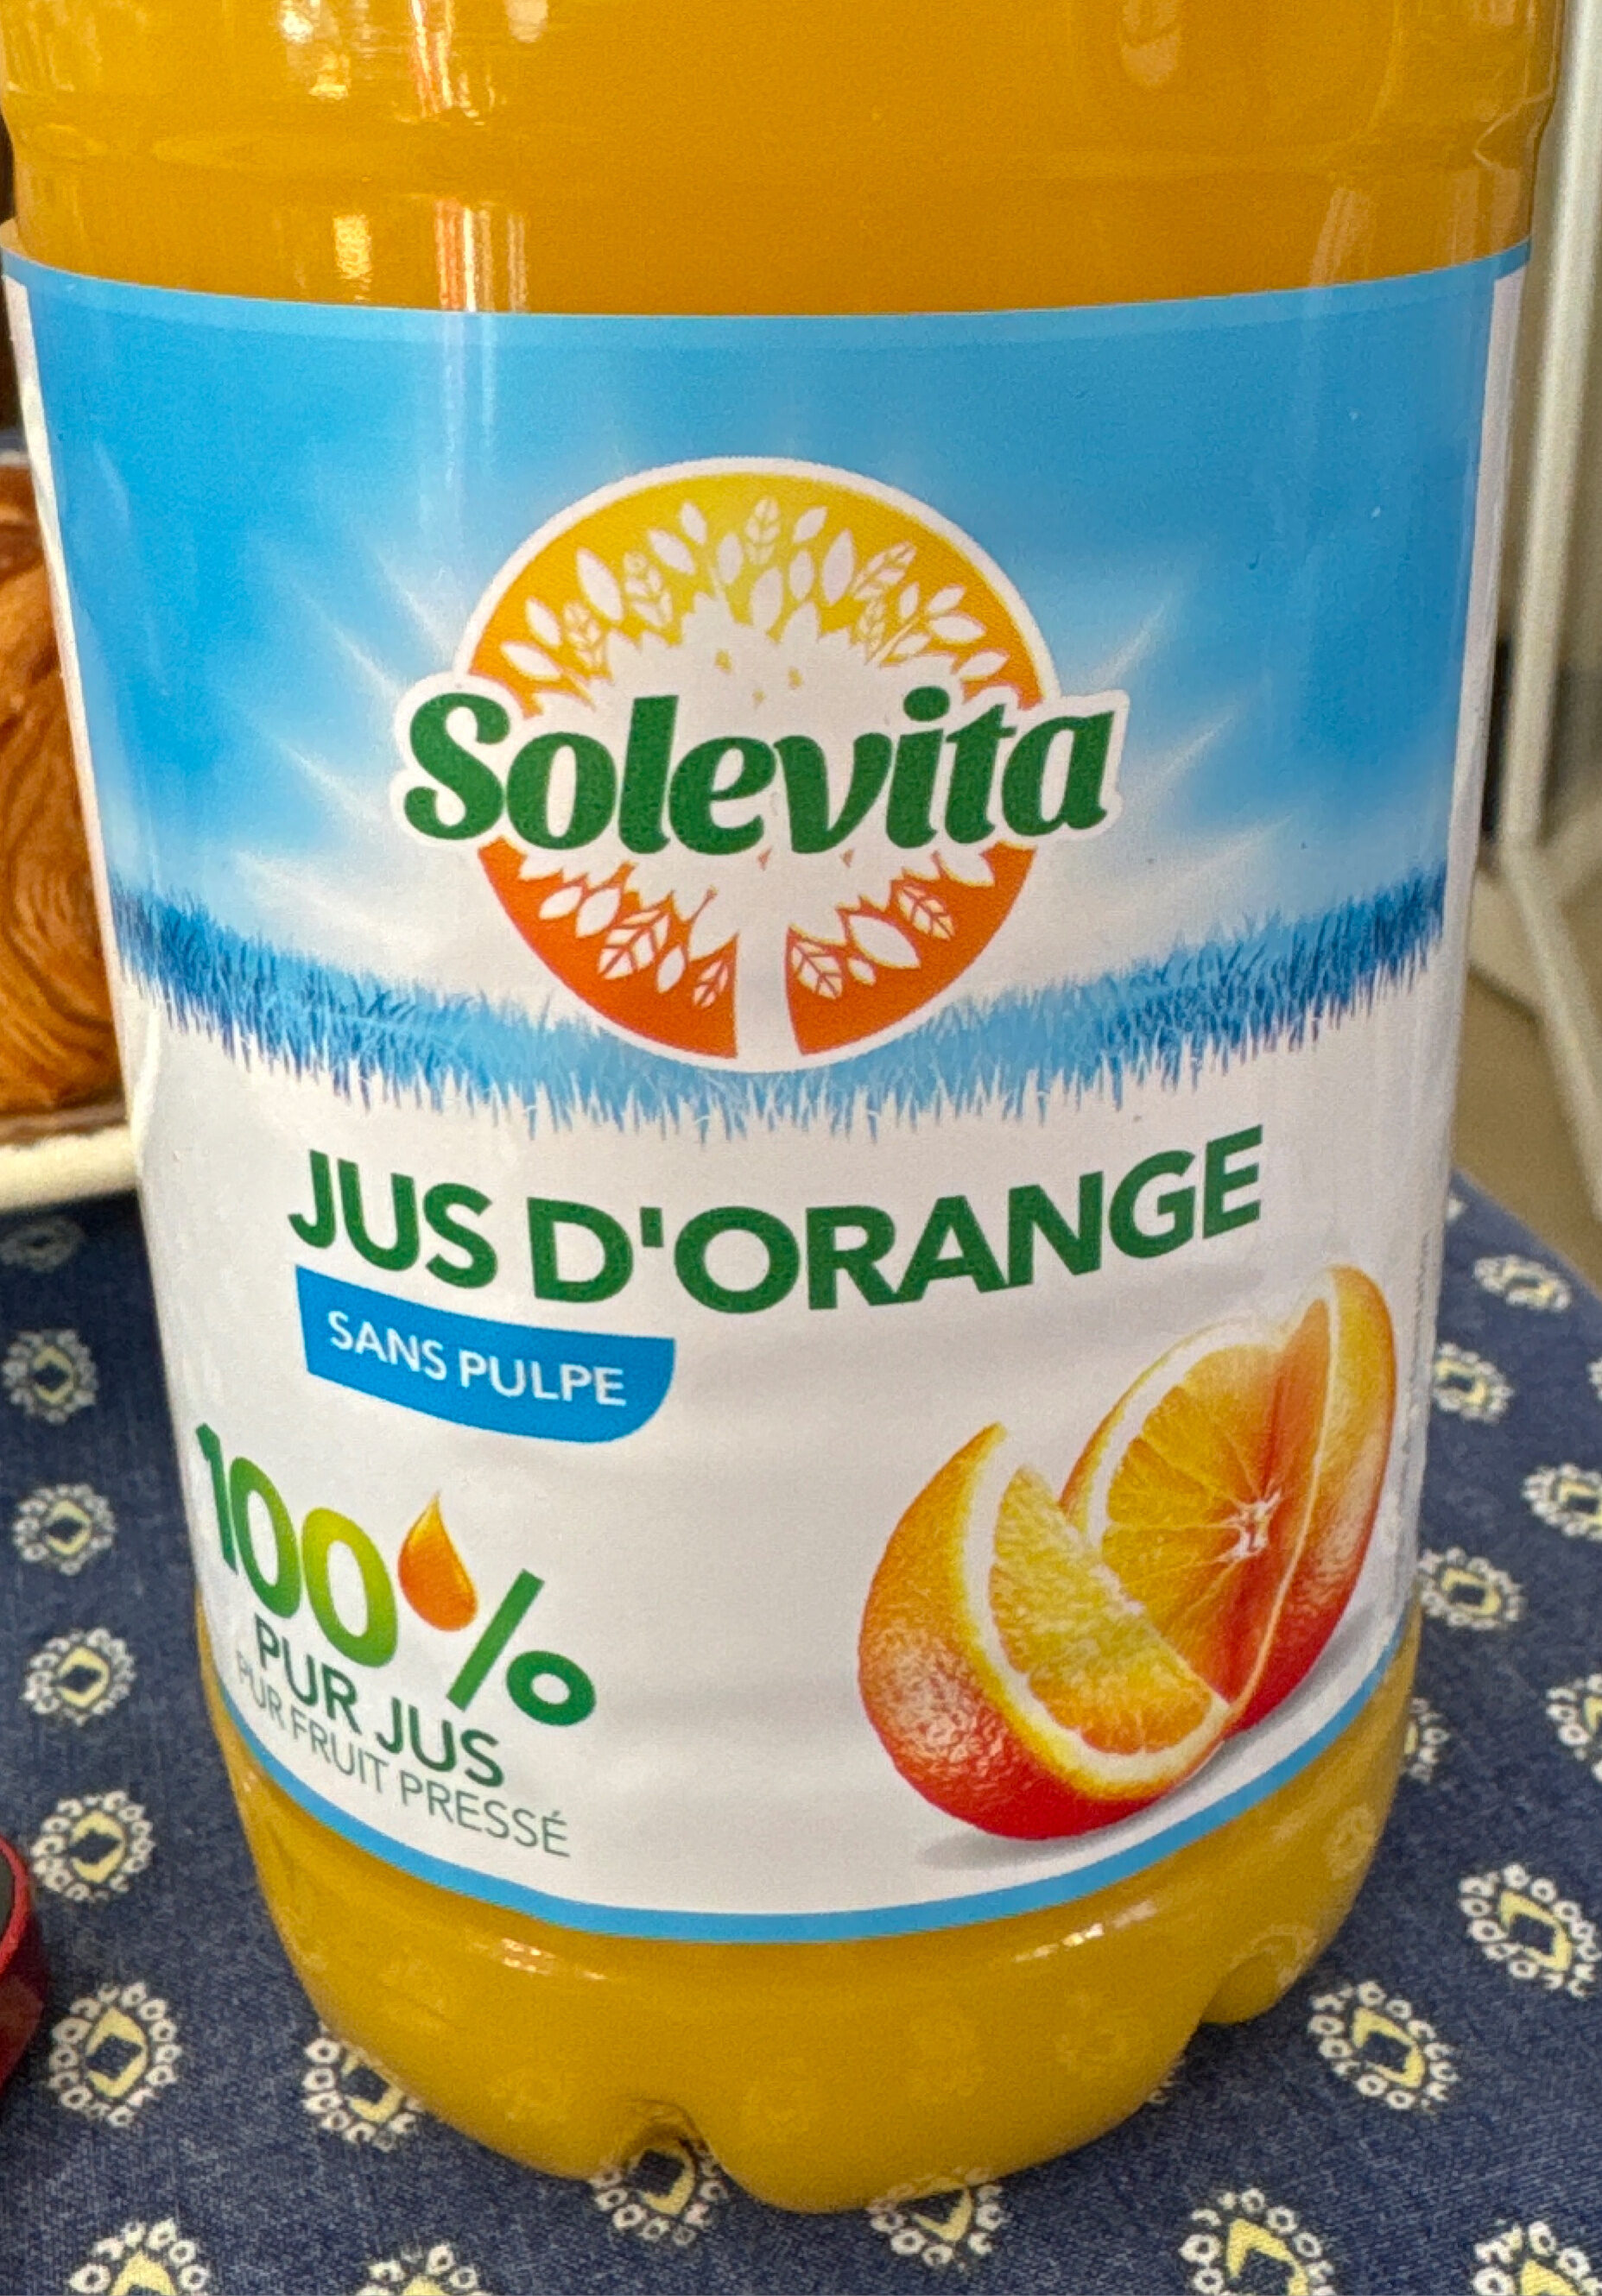 Solevita
JUS D'ORANGE
SANS PULPE
100%
PUR JUS
PUR FRUIT PRESSÉ